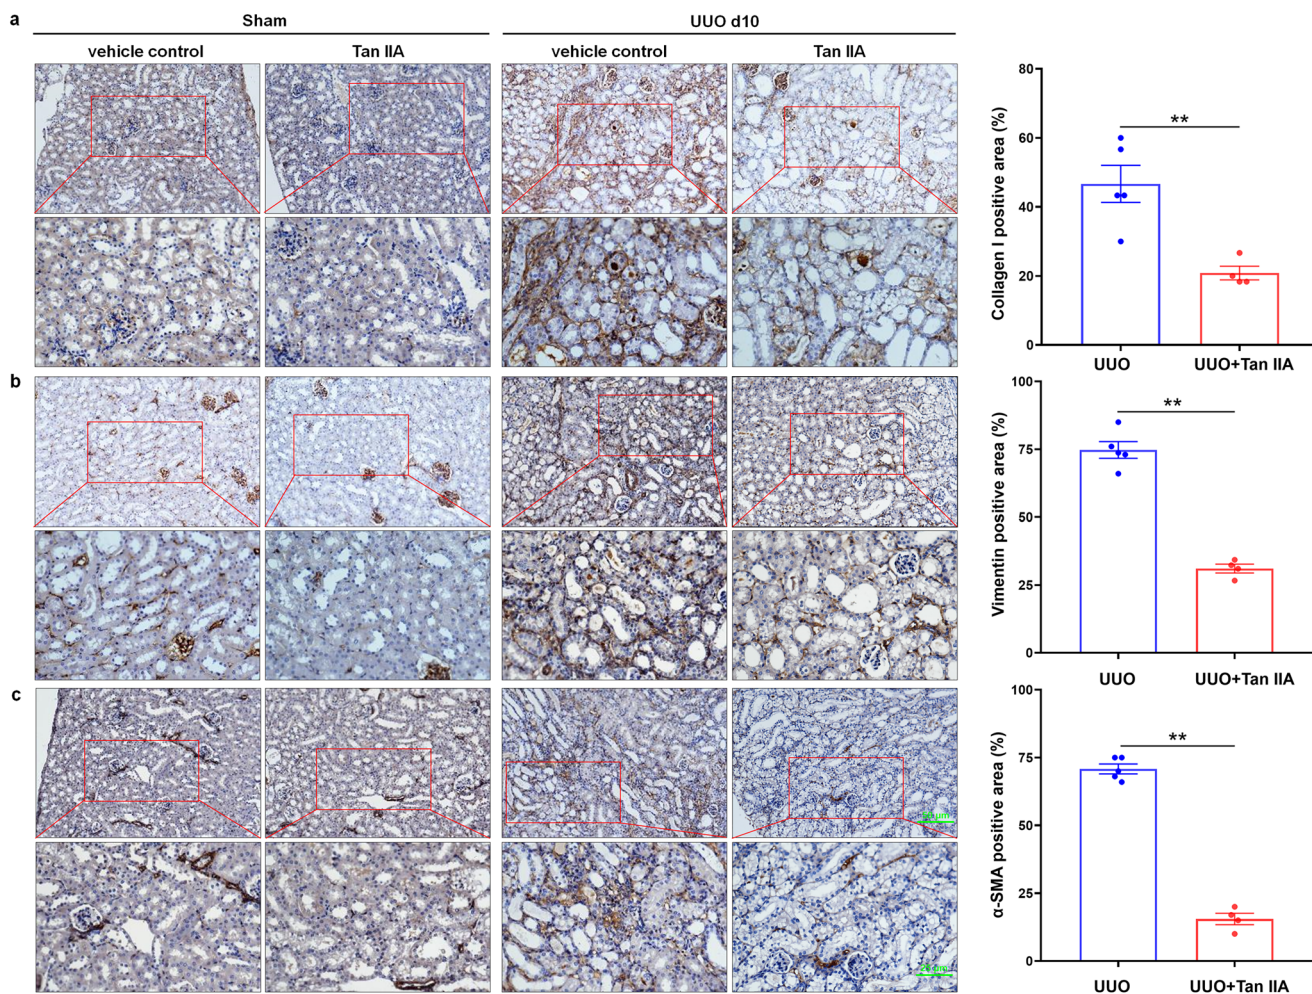 a
Sham
UUO d10
vehicle control
Tan IIA
vehicle control
Tan IIA
Collagen I positive area (%)
80
60
40
20
0
**
UUO
UUO+Tan IIA
b
Vimentin positive area (%)
100
75
50
25
0
**
UUO
UUO+Tan IIA
c
α-SMA positive area (%)
100
75
50
25
0
**
UUO
UUO+Tan IIA
μm
μm